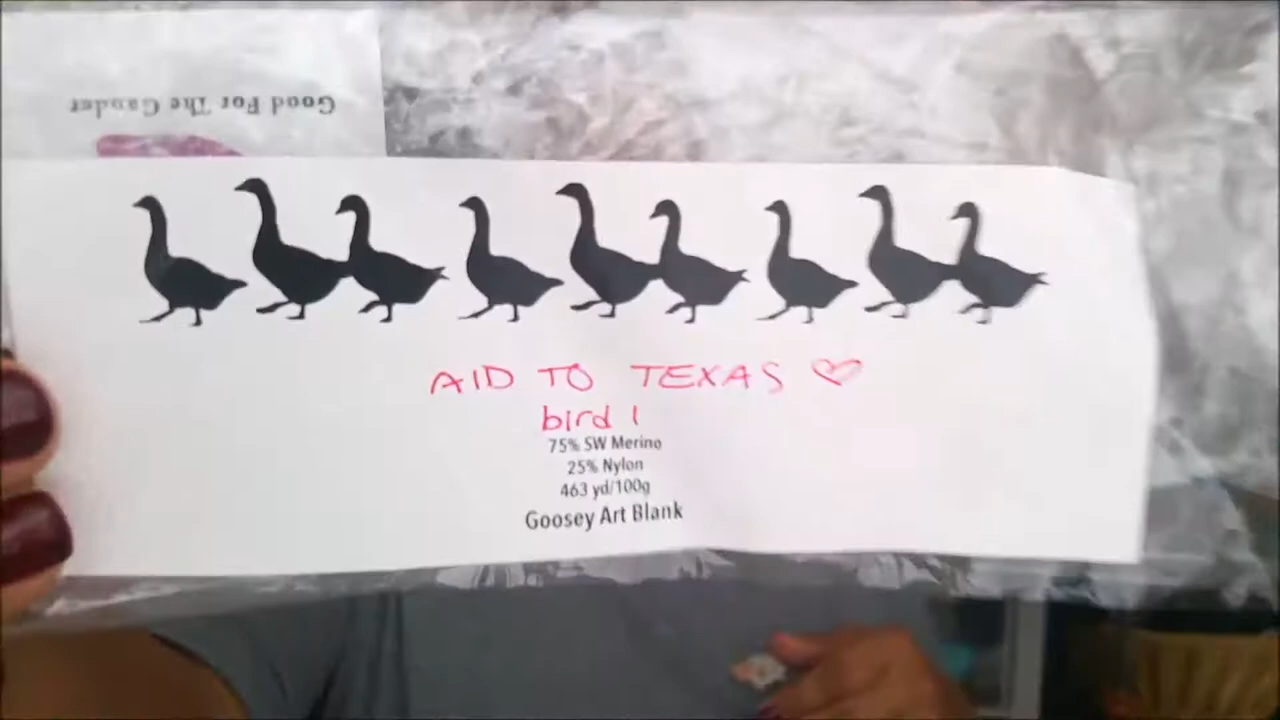 Good For The Gander
AID TO TEXAS ♡
bird 1
75% SW Merino
25% Nylon
463 yd/100g
Goosey Art Blank